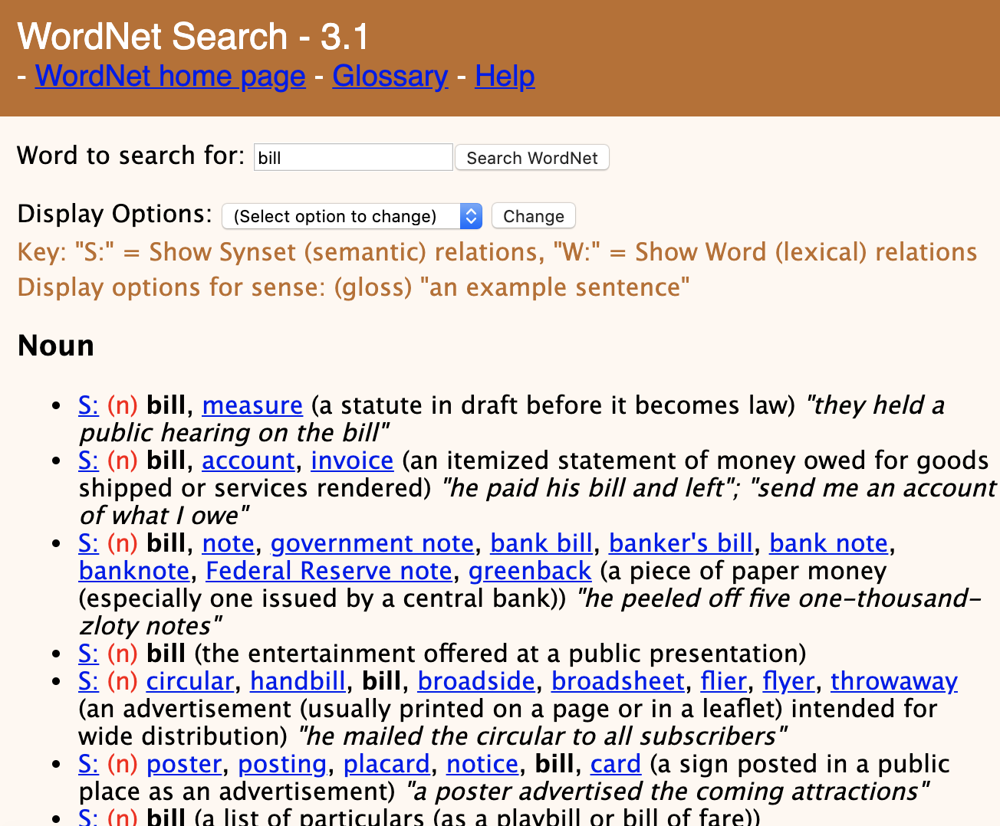 WordNet Search - 3.1
- WordNet home page - Glossary - Help
Word to search for: bill Search WordNet
Display Options: (Select option to change) Change
Key: "S:" = Show Synset (semantic) relations, "W:" = Show Word (lexical) relations
Display options for sense: (gloss) "an example sentence"
Noun
• S: (n) bill, measure (a statute in draft before it becomes law) "they held a
public hearing on the bill"
• S: (n) bill, account, invoice (an itemized statement of money owed for goods
shipped or services rendered) "he paid his bill and left"; "send me an account
of what I owe"
• S: (n) bill, note, government note, bank bill, banker's bill, bank note,
banknote, Federal Reserve note, greenback (a piece of paper money
(especially one issued by a central bank)) "he peeled off five one-thousand-
zloty notes"
• S: (n) bill (the entertainment offered at a public presentation)
• S: (n) circular, handbill, bill, broadside, broadsheet, flier, flyer, throwaway
(an advertisement (usually printed on a page or in a leaflet) intended for
wide distribution) "he mailed the circular to all subscribers"
• S: (n) poster, posting, placard, notice, bill, card (a sign posted in a public
place as an advertisement) "a poster advertised the coming attractions"
• S: (n) bill (a list of particulars (as a playbill or bill of fare))